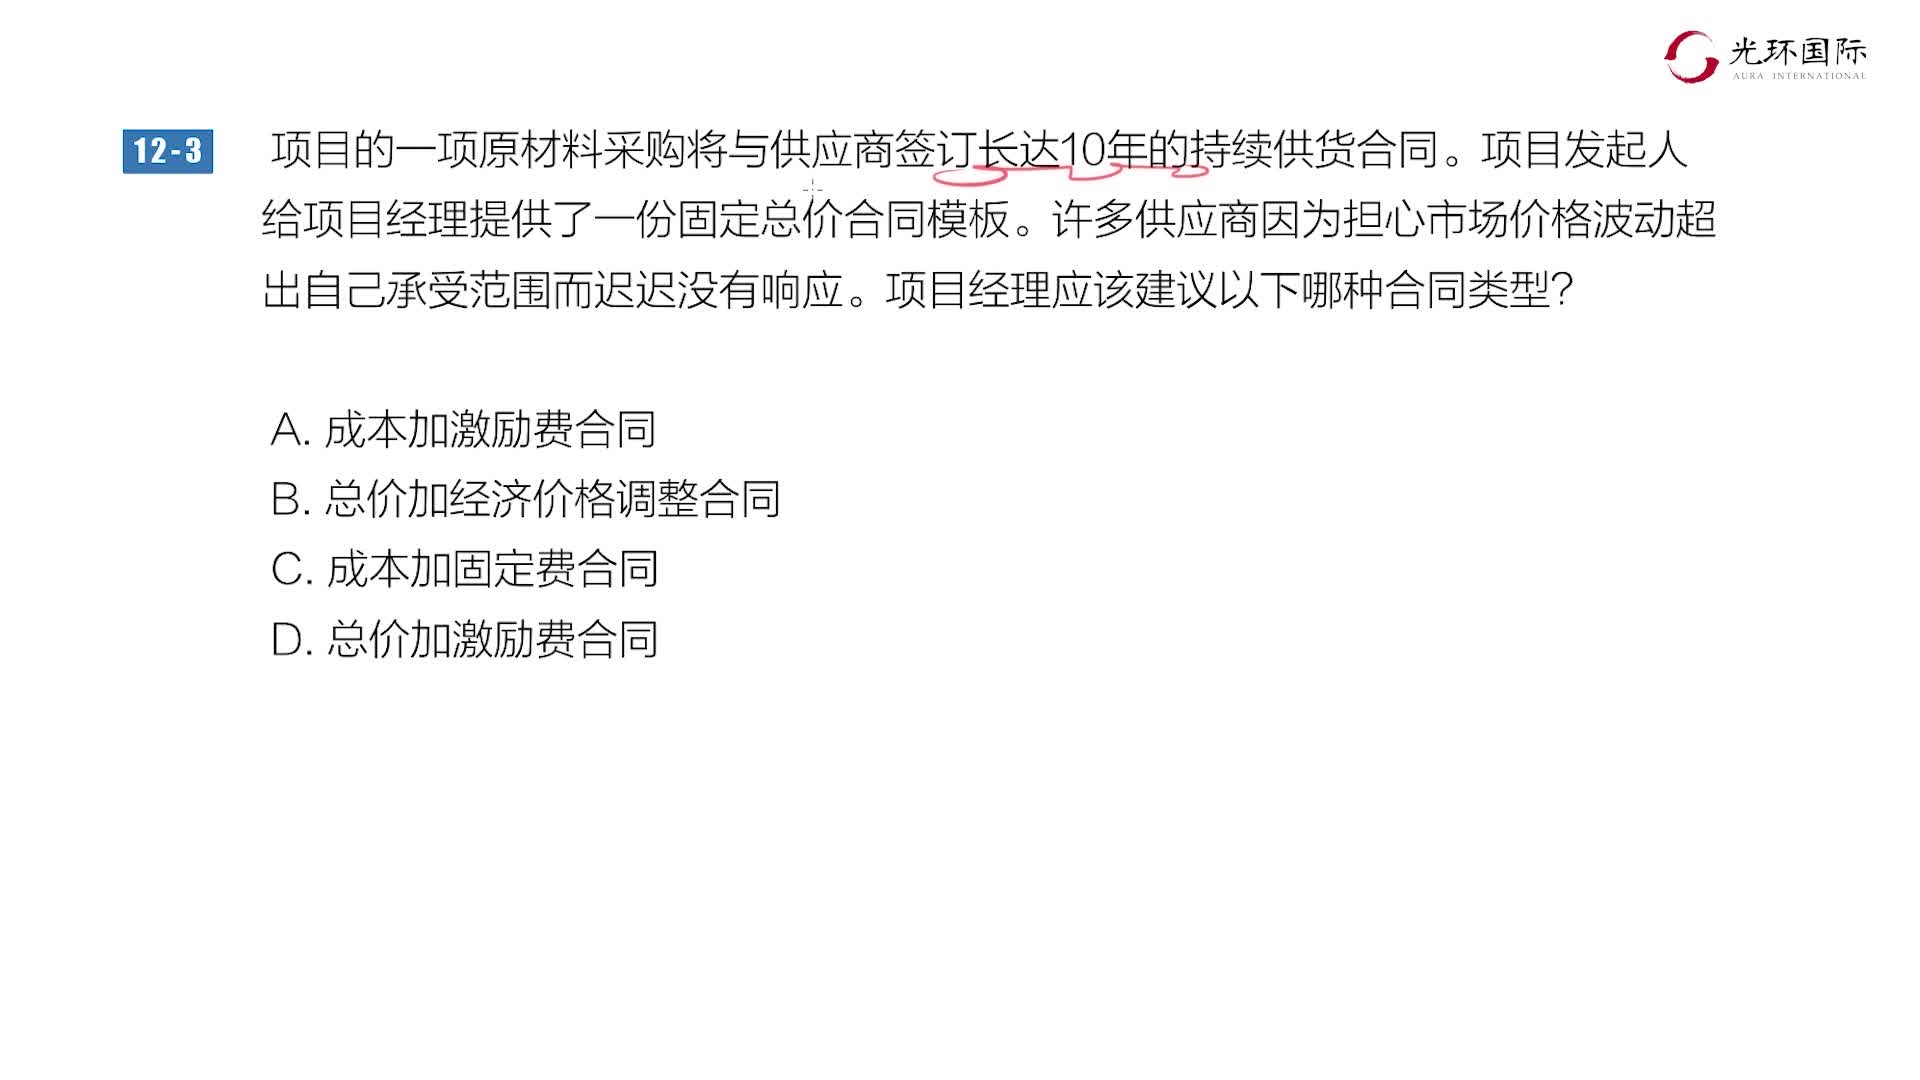 光环国际
AURA INTERNATIONAL
12-3 项目的一项原材料采购将与供应商签订长达10年的持续供货合同。项目发起人
给项目经理提供了一份固定总价合同模板。许多供应商因为担心市场价格波动超
出自己承受范围而迟迟没有响应。项目经理应该建议以下哪种合同类型？
A. 成本加激励费合同
B. 总价加经济价格调整合同
C. 成本加固定费合同
D. 总价加激励费合同